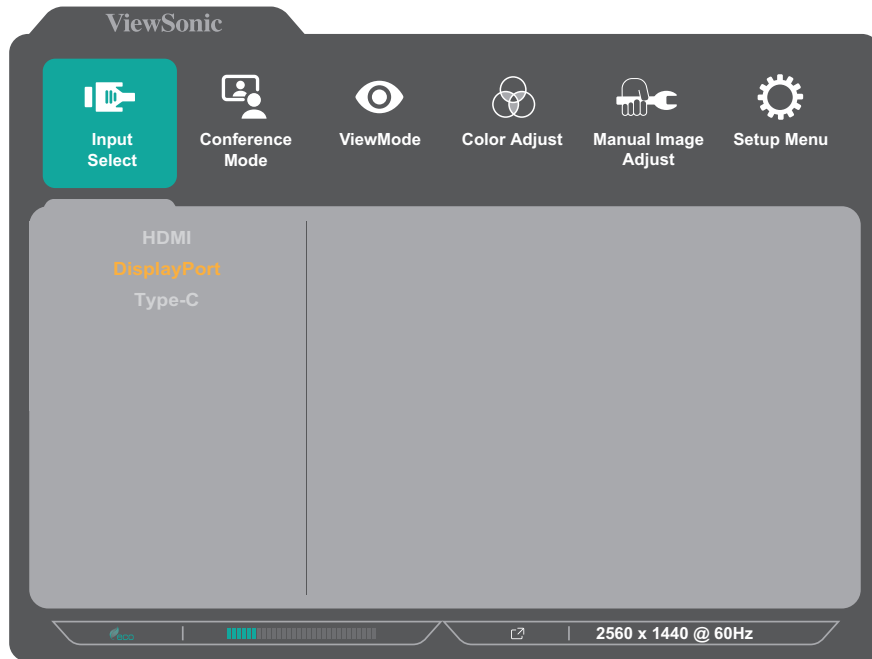 ViewSonic
Input Select
Conference Mode
ViewMode
Color Adjust
Manual Image Adjust
Setup Menu
HDMI
DisplayPort
Type-C
eco
2560 x 1440 @ 60Hz